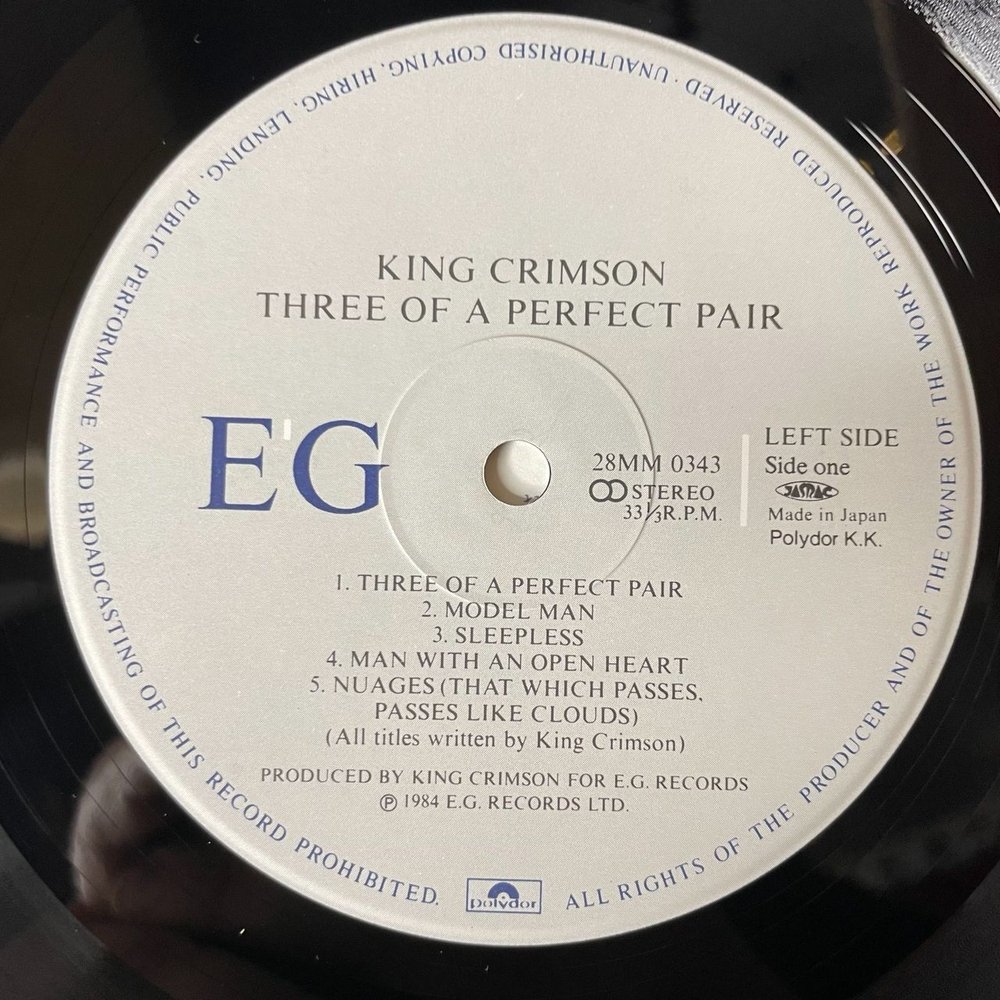 KING CRIMSON
THREE OF A PERFECT PAIR
E'G
28MM 0343
STEREO
33⅓R.P.M.
LEFT SIDE
Side one
JASRAC
Made in Japan
Polydor K.K.
1. THREE OF A PERFECT PAIR
2. MODEL MAN
3. SLEEPLESS
4. MAN WITH AN OPEN HEART
5. NUAGES (THAT WHICH PASSES,
PASSES LIKE CLOUDS)
(All titles written by King Crimson)
PRODUCED BY KING CRIMSON FOR E.G. RECORDS
℗ 1984 E.G. RECORDS LTD.
polydor
ALL RIGHTS OF THE PRODUCER AND OF THE OWNER OF THE WORK REPRODUCED RESERVED · UNAUTHORISED COPYING, HIRING, LENDING, PUBLIC PERFORMANCE AND BROADCASTING OF THIS RECORD PROHIBITED.